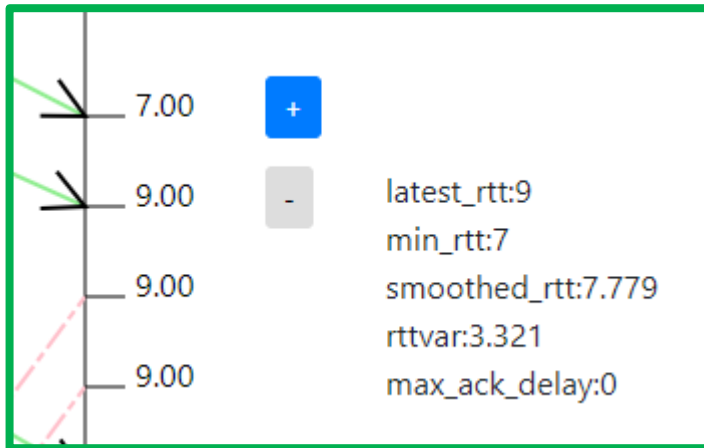 7.00 +
9.00 - latest_rtt:9
min_rtt:7
9.00 smoothed_rtt:7.779
rttvar:3.321
9.00 max_ack_delay:0